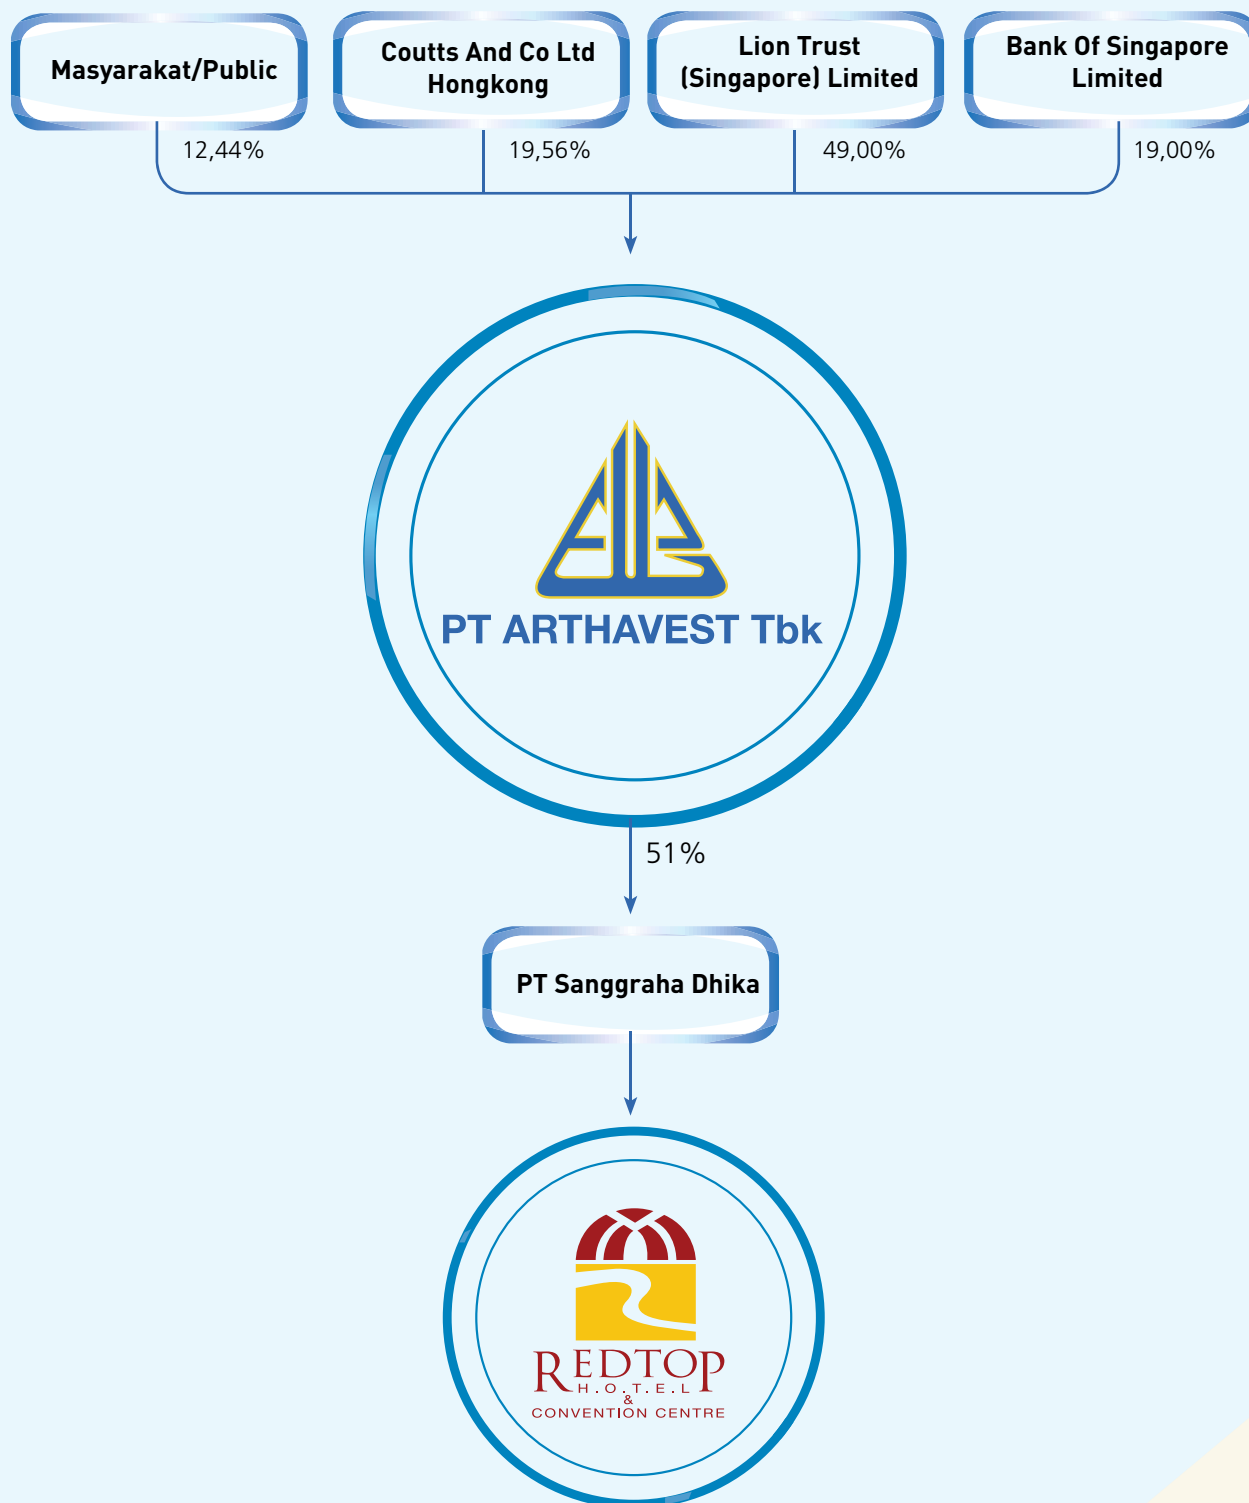 Masyarakat/Public
Coutts And Co Ltd
Hongkong
Lion Trust
(Singapore) Limited
Bank Of Singapore
Limited
12,44%
19,56%
49,00%
19,00%
PT ARTHAVEST Tbk
51%
PT Sanggraha Dhika
REDTOP
H.O.T.E.L
&
CONVENTION CENTRE